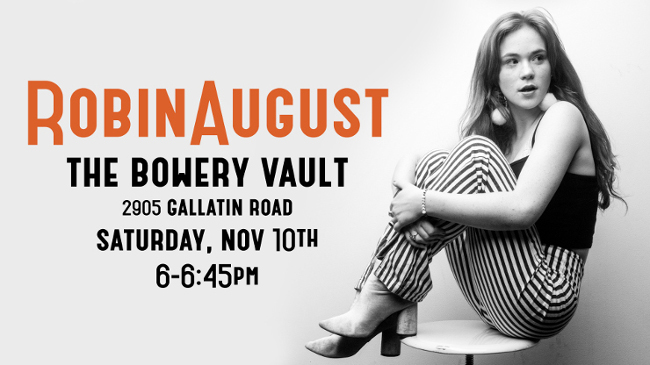 RobinAugust
THE BOWERY VAULT
2905 GALLATIN ROAD
SATURDAY, NOV 10TH
6-6:45PM